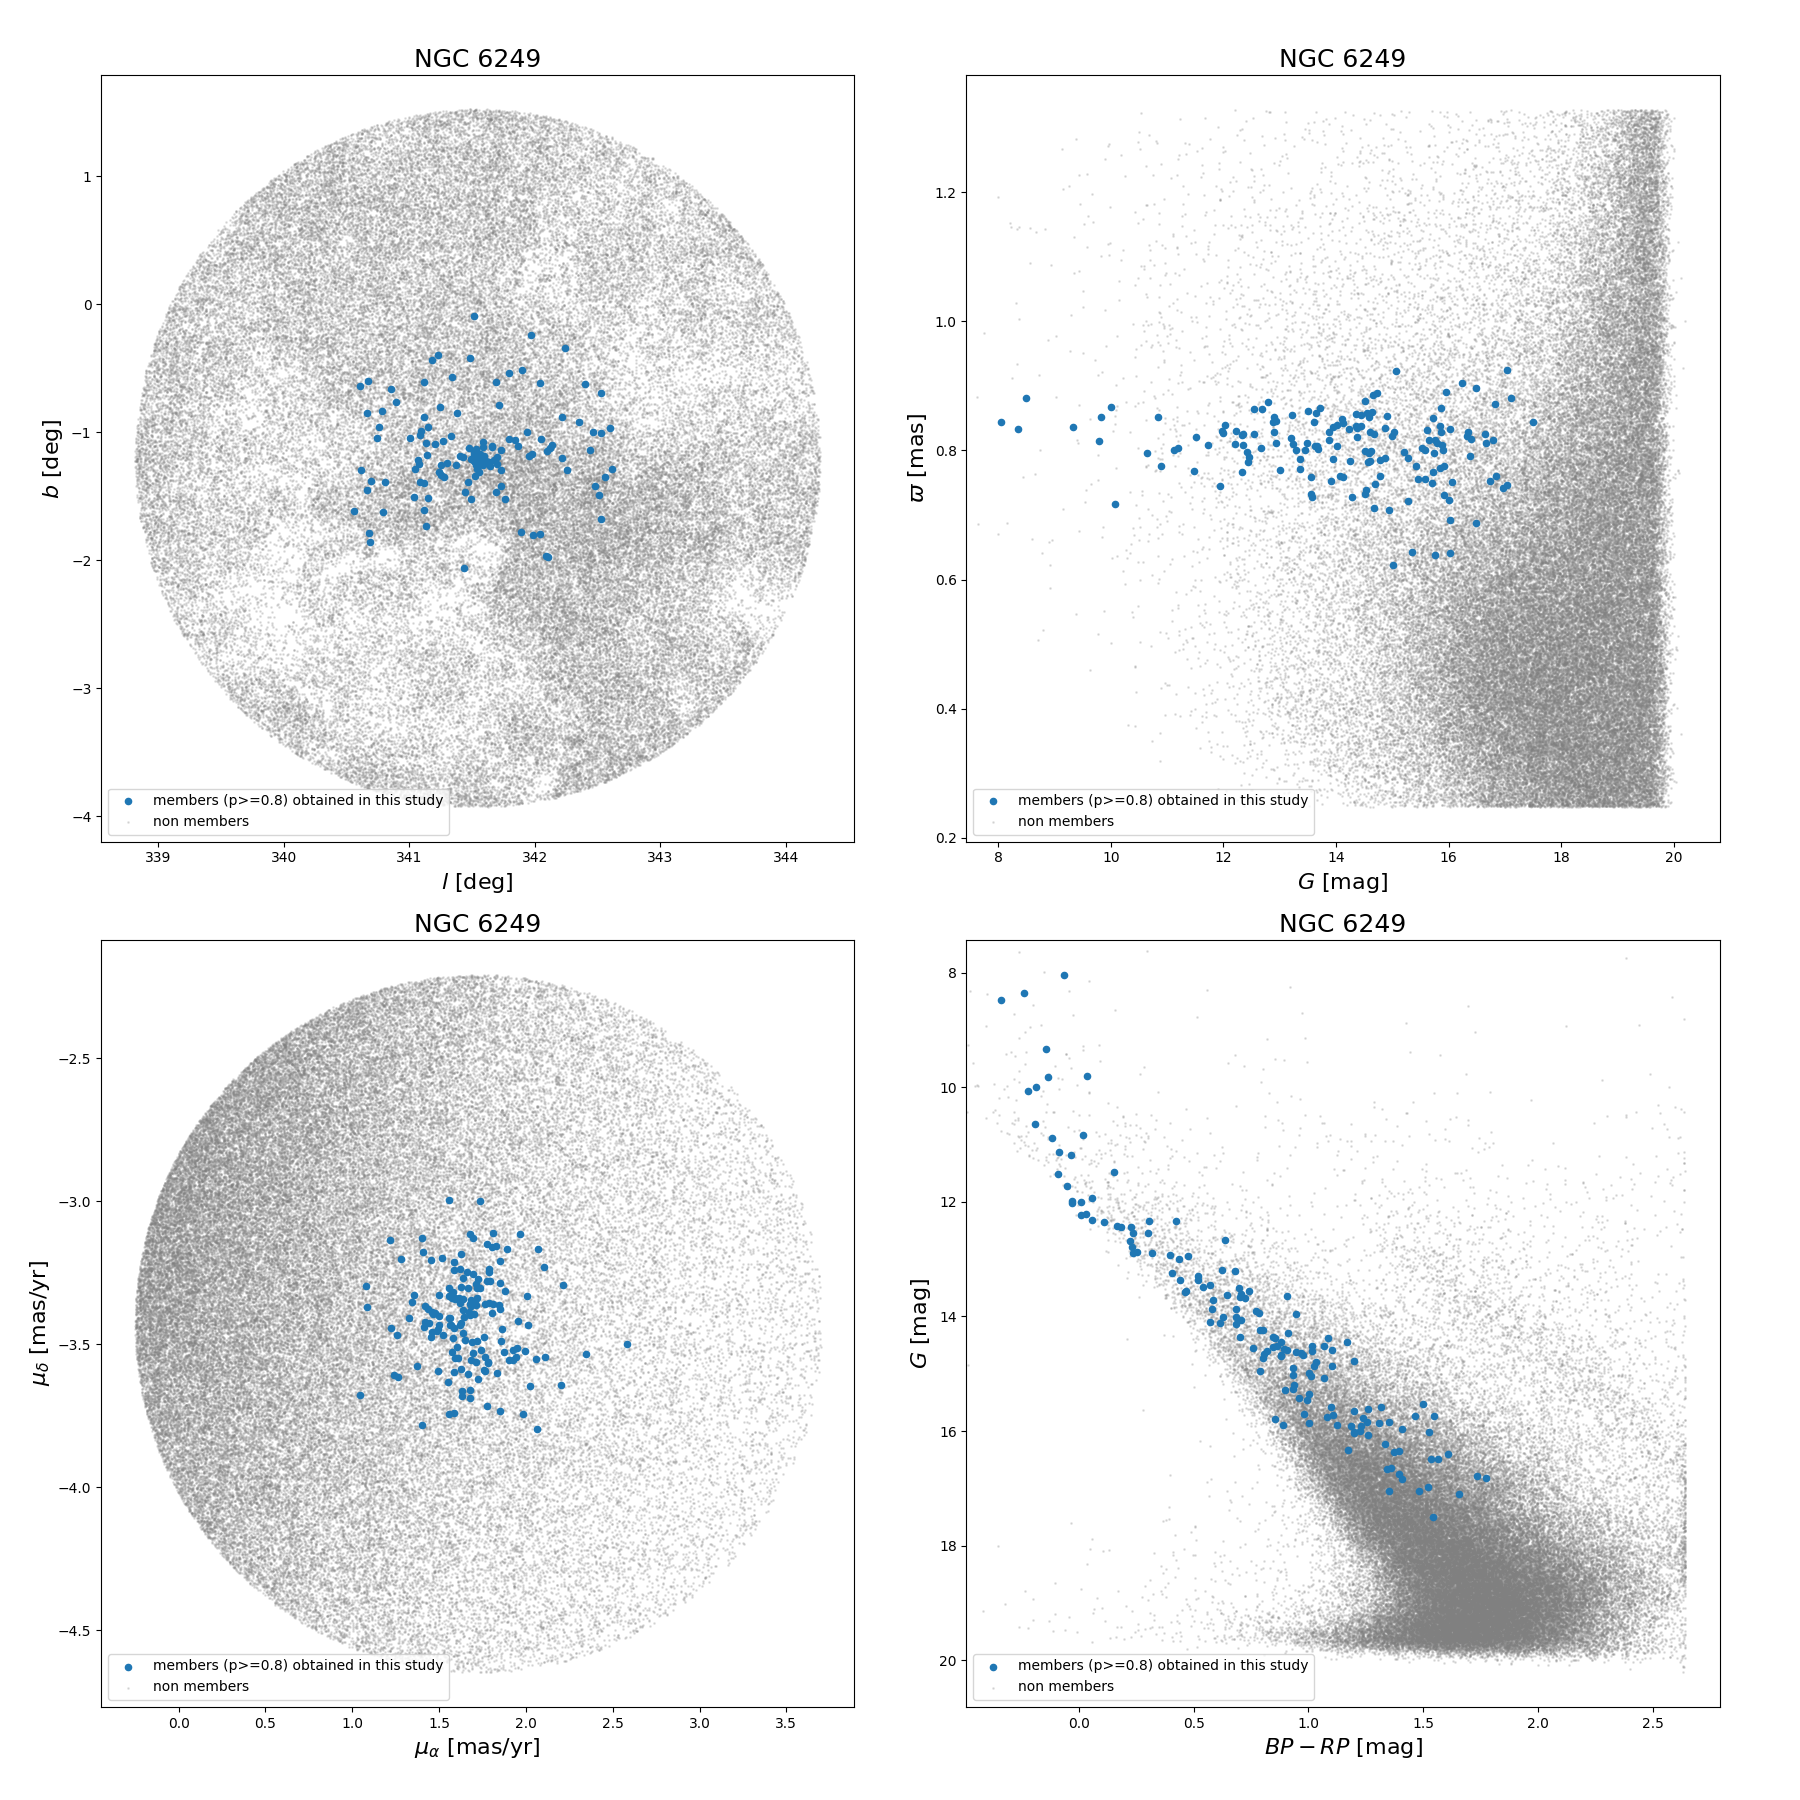 NGC 6249
1
0
−1
−2
−3
−4
b [deg]
339
340
341
342
343
344
l [deg]
members (p>=0.8) obtained in this study
non members
NGC 6249
1.2
1.0
0.8
0.6
0.4
0.2
ϖ [mas]
8
10
12
14
16
18
20
G [mag]
members (p>=0.8) obtained in this study
non members
NGC 6249
−2.5
−3.0
−3.5
−4.0
−4.5
μδ [mas/yr]
0.0
0.5
1.0
1.5
2.0
2.5
3.0
3.5
μα [mas/yr]
members (p>=0.8) obtained in this study
non members
NGC 6249
8
10
12
14
16
18
20
G [mag]
0.0
0.5
1.0
1.5
2.0
2.5
BP − RP [mag]
members (p>=0.8) obtained in this study
non members